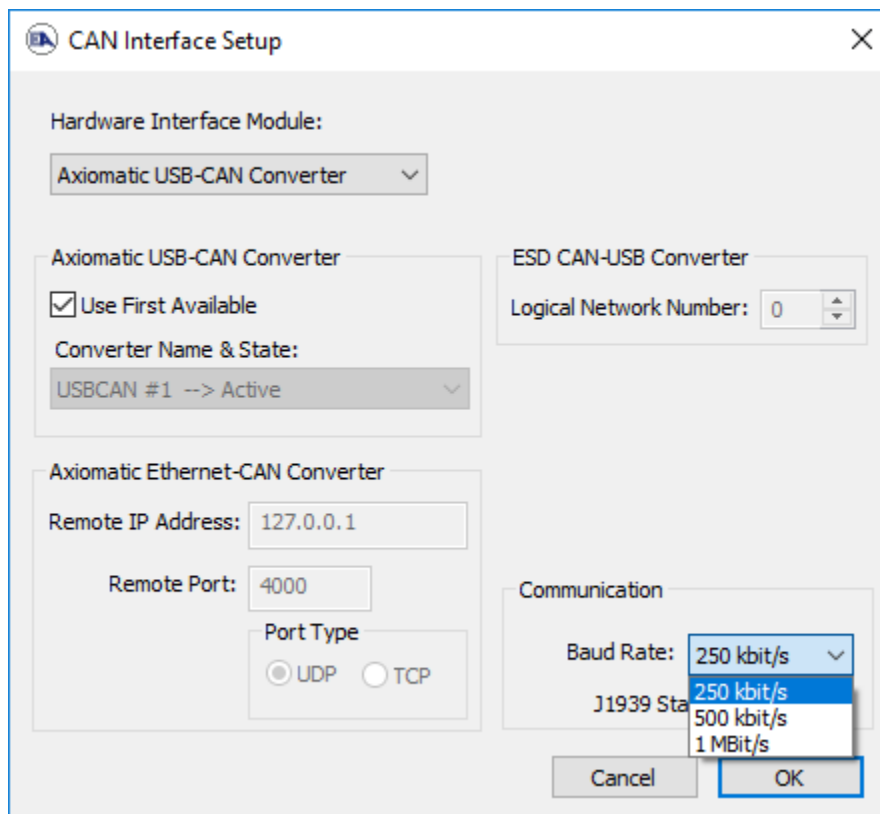 CAN Interface Setup
Hardware Interface Module:
Axiomatic USB-CAN Converter
Axiomatic USB-CAN Converter
Use First Available
Converter Name & State:
USBCAN #1 --> Active
ESD CAN-USB Converter
Logical Network Number: 0
Axiomatic Ethernet-CAN Converter
Remote IP Address: 127.0.0.1
Remote Port: 4000
Port Type
UDP TCP
Communication
Baud Rate: 250 kbit/s
250 kbit/s
J1939 Sta
500 kbit/s
1 MBit/s
Cancel OK